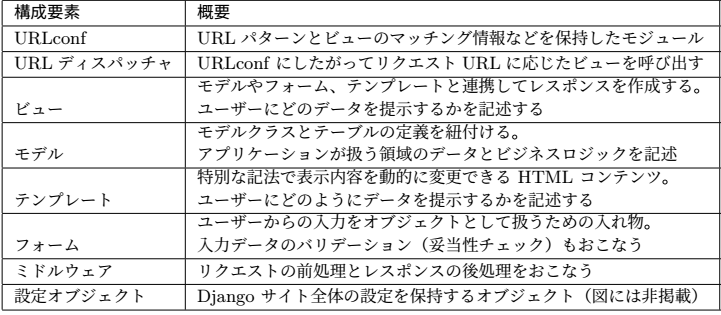 構成要素 概要
URLconf URL パターンとビューのマッチング情報などを保持したモジュール
URL ディスパッチャ URLconf にしたがってリクエスト URL に応じたビューを呼び出す
モデルやフォーム、テンプレートと連携してレスポンスを作成する。
ビュー ユーザーにどのデータを提示するかを記述する
モデルクラスとテーブルの定義を紐付ける。
モデル アプリケーションが扱う領域のデータとビジネスロジックを記述
特別な記法で表示内容を動的に変更できる HTML コンテンツ。
テンプレート ユーザーにどのようにデータを提示するかを記述する
ユーザーからの入力をオブジェクトとして扱うための入れ物。
フォーム 入力データのバリデーション（妥当性チェック）もおこなう
ミドルウェア リクエストの前処理とレスポンスの後処理をおこなう
設定オブジェクト Django サイト全体の設定を保持するオブジェクト（図には非掲載）